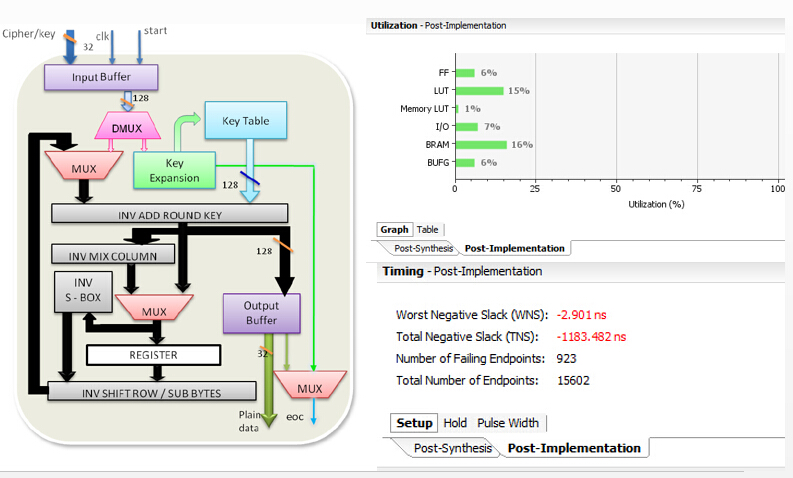 Cipher/key
32
clk
start
Input Buffer
128
DMUX
Key Table
MUX
Key
Expansion
128
INV ADD ROUND KEY
INV MIX COLUMN
128
INV
S - BOX
MUX
Output
Buffer
REGISTER
32
INV SHIFT ROW / SUB BYTES
MUX
Plain
data
eoc
Utilization - Post-Implementation
FF 6%
LUT 15%
Memory LUT 1%
I/O 7%
BRAM 16%
BUFG 6%
0 25 50 75 100
Utilization (%)
Graph Table
Post-Synthesis Post-Implementation
Timing - Post-Implementation
Worst Negative Slack (WNS): -2.901 ns
Total Negative Slack (TNS): -1183.482 ns
Number of Failing Endpoints: 923
Total Number of Endpoints: 15602
Setup Hold Pulse Width
Post-Synthesis Post-Implementation